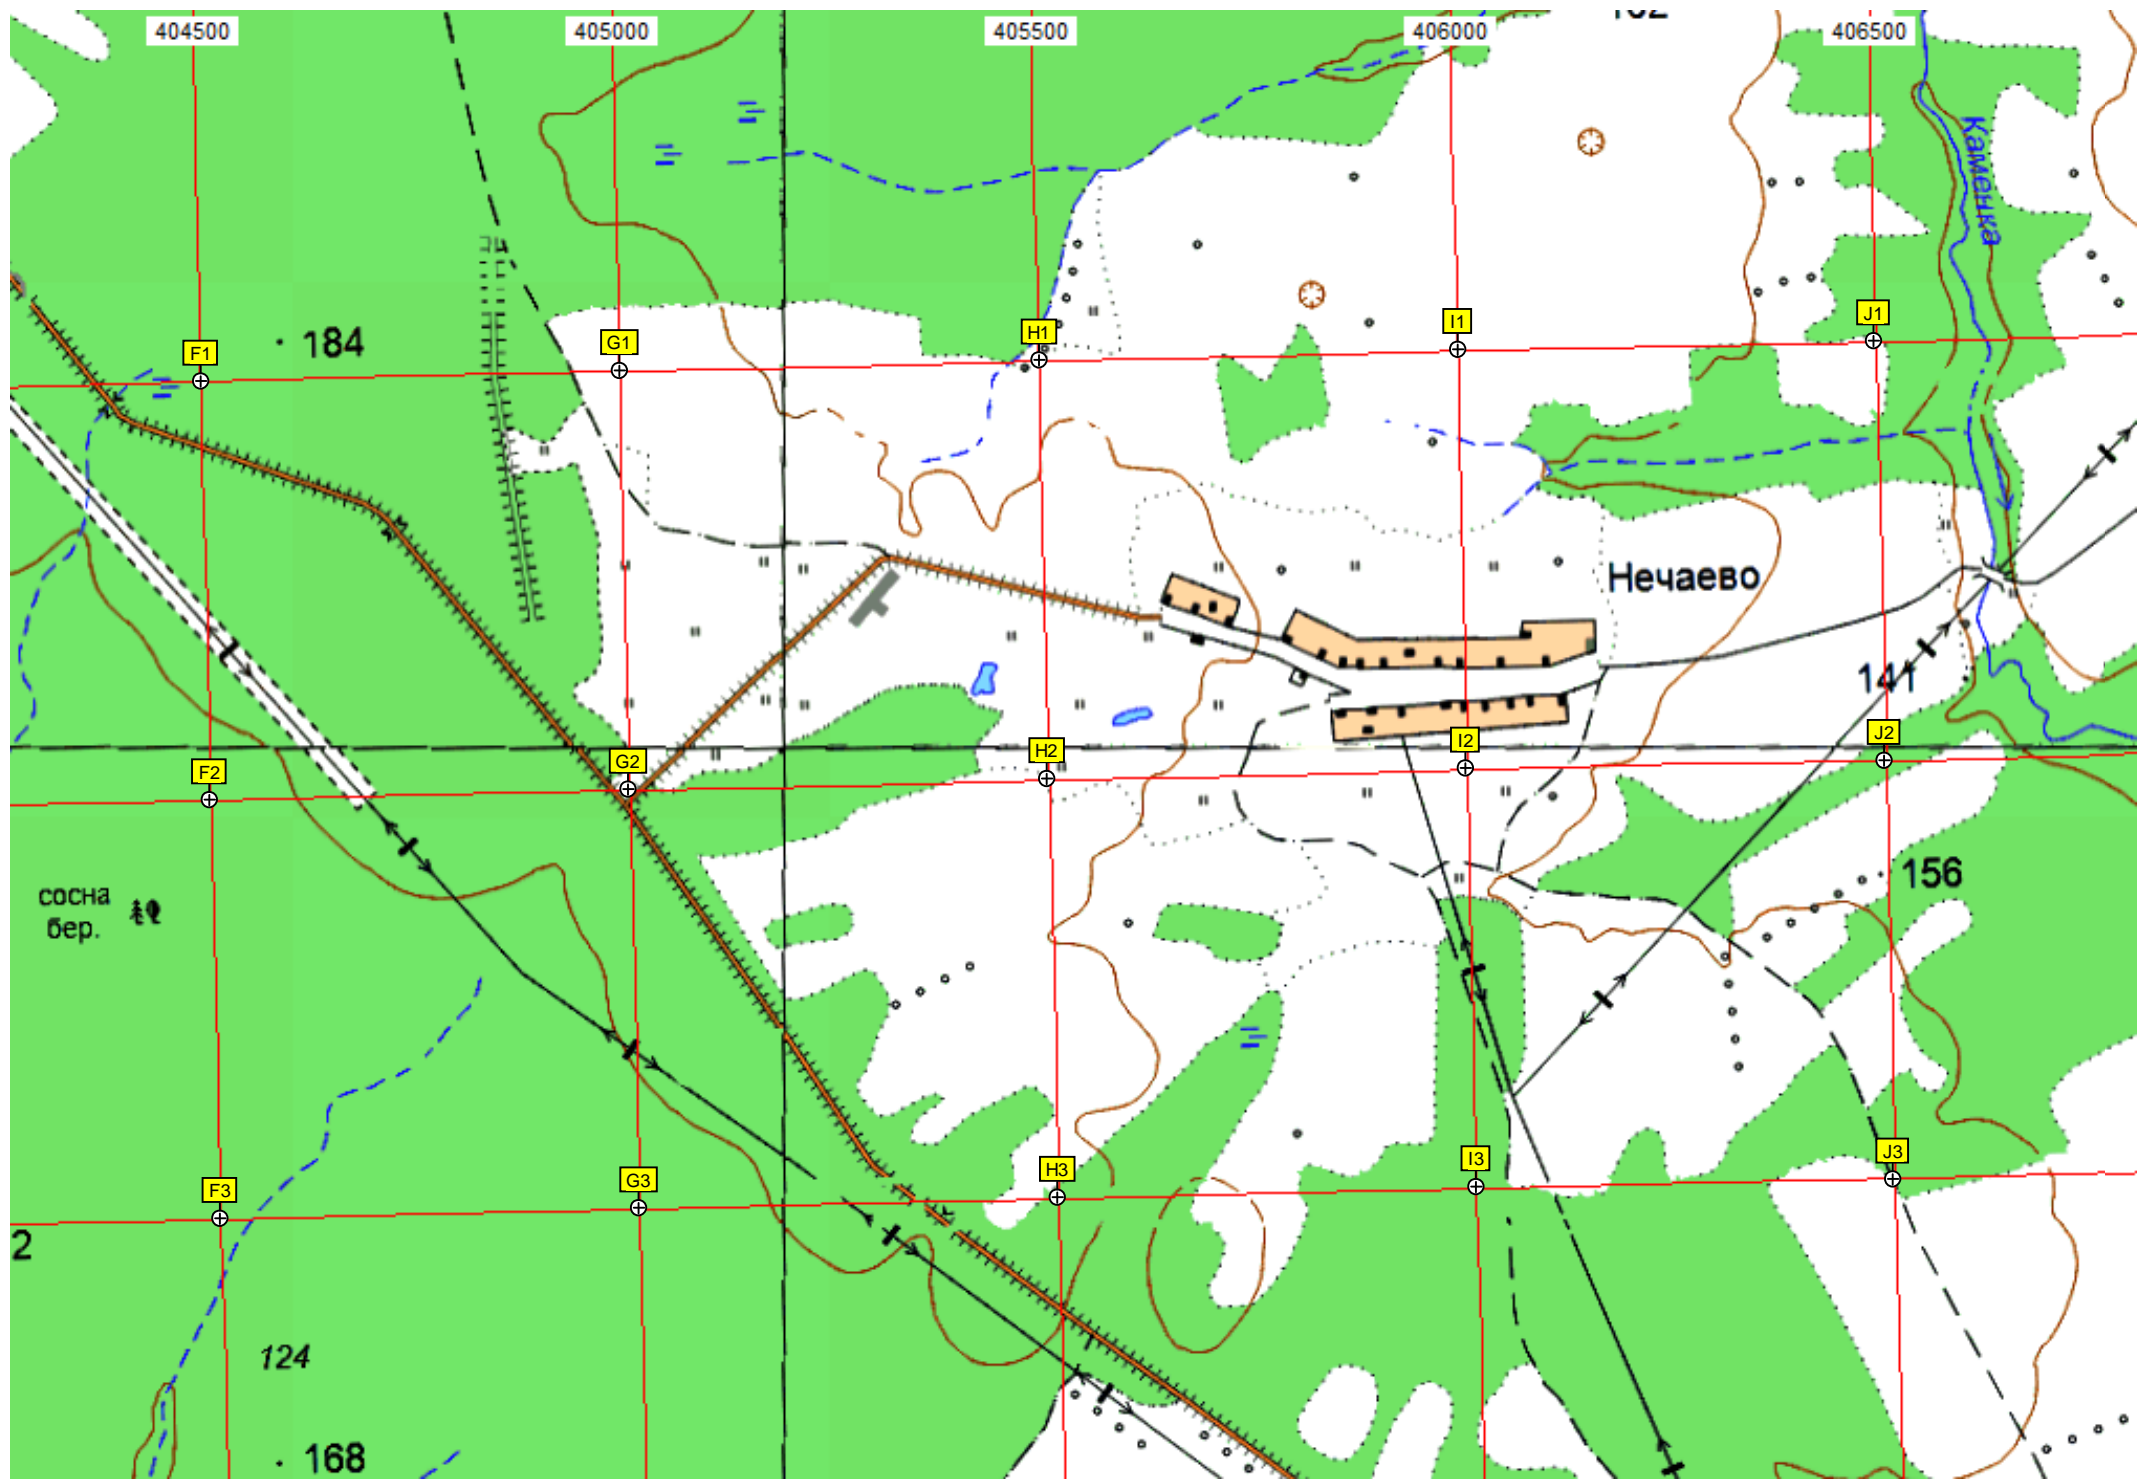 404500
405000
405500
406000
406500
Каменка
184
F1
G1
H1
I1
J1
Нечаево
141
F2
G2
H2
I2
J2
сосна
бер.
156
F3
G3
H3
I3
J3
2
124
168